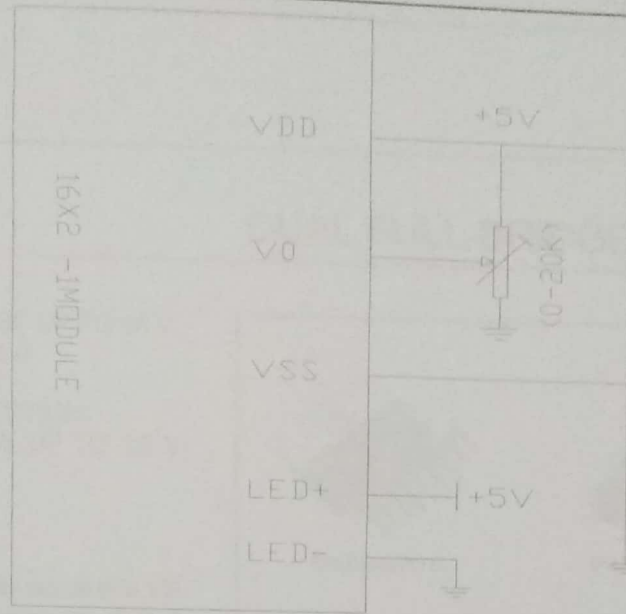 VDD
+5V
16X2 -1MODULE
V0
(0-20K)
VSS
LED+
+5V
LED-